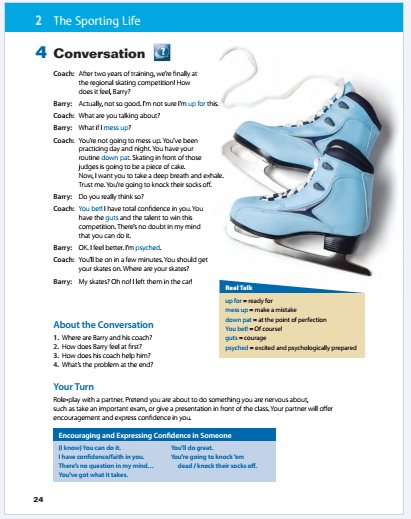 2 The Sporting Life
4 Conversation
Coach: After two years of training, we're finally at
the regional skating competition! How
does it feel, Barry?
Barry: Actually, not so good. I'm not sure I'm up for this.
Coach: What are you talking about?
Barry: What if I mess up?
Coach: You're not going to mess up. You've been
practicing day and night. You have your
routine down pat. Skating in front of those
judges is going to be a piece of cake.
Now, I want you to take a deep breath and exhale.
Trust me. You're going to knock their socks off.
Barry: Do you really think so?
Coach: You bet! I have total confidence in you. You
have the guts and the talent to win this
competition. There's no doubt in my mind
that you can do it.
Barry: OK. I feel better. I'm psyched.
Coach: You'll be on in a few minutes. You should get
your skates on. Where are your skates?
Barry: My skates? Oh no! I left them in the car!
Real Talk
up for = ready for
mess up = make a mistake
down pat = at the point of perfection
You bet! = Of course!
guts = courage
psyched = excited and psychologically prepared
About the Conversation
1. Where are Barry and his coach?
2. How does Barry feel at first?
3. How does his coach help him?
4. What's the problem at the end?
Your Turn
Role-play with a partner. Pretend you are about to do something you are nervous about,
such as take an important exam, or give a presentation in front of the class. Your partner will offer
encouragement and express confidence in you.
Encouraging and Expressing Confidence in Someone
(I know) You can do it.
I have confidence/faith in you.
There's no question in my mind...
You've got what it takes.
You'll do great.
You're going to knock 'em
dead / knock their socks off.
24